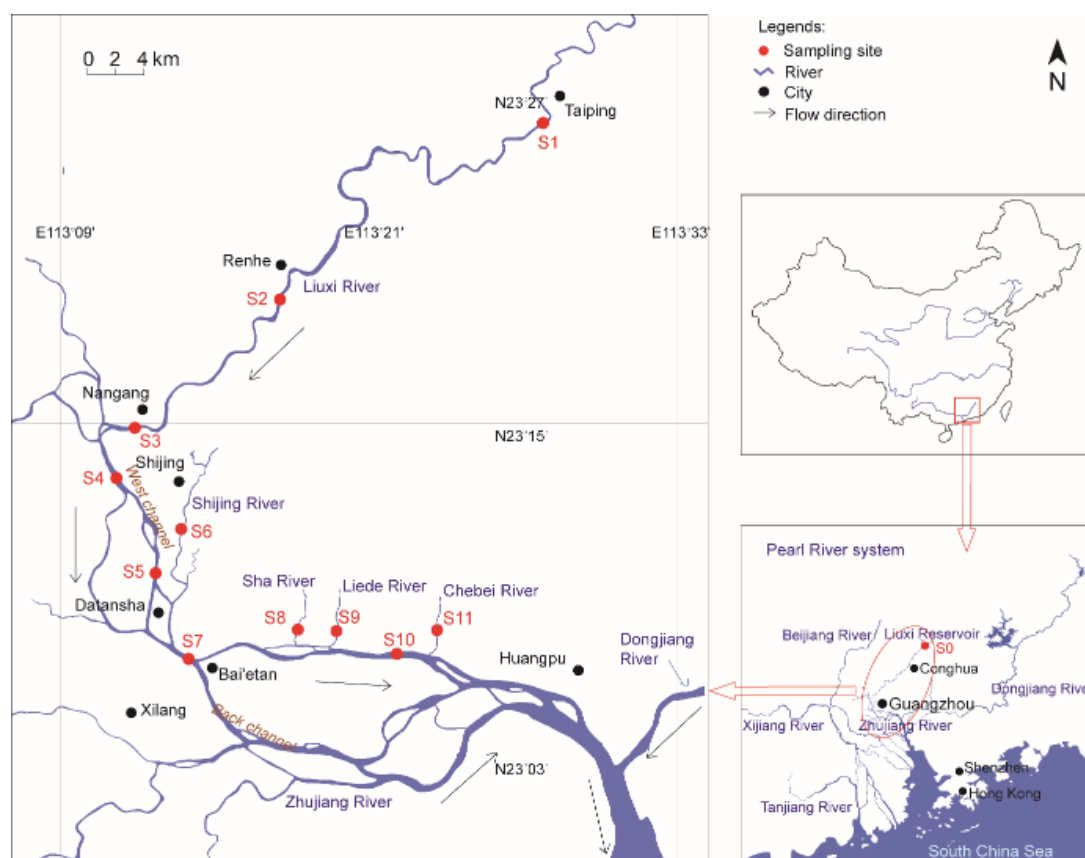 0 2 4 km
N23°27'
Taiping
S1
E113°09'
E113°21'
E113°33'
Renhe
S2
Liuxi River
Nangang
S3
N23°15'
Shijing
S4
West channel
Shijing River
S6
S5
Datansha
Sha River
Liede River
Chebei River
S8
S9
S10
S11
S7
Bai'etan
Huangpu
Dongjiang
River
Xilang
Back channel
N23°03'
Zhujiang River
Legends:
Sampling site
River
City
Flow direction
N
Pearl River system
Beijiang River
Liuxi Reservoir
S0
Conghua
Dongjiang River
Guangzhou
Xijiang River
Zhujiang River
Shenzhen
Hong Kong
Tanjiang River
South China Sea